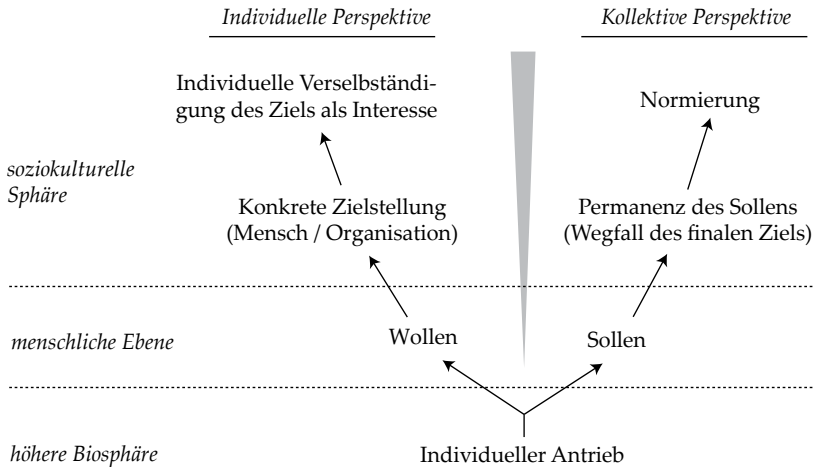 Individuelle Perspektive
Kollektive Perspektive
Individuelle Verselbständi-
gung des Ziels als Interesse
Normierung
soziokulturelle
Sphäre
Konkrete Zielstellung
(Mensch / Organisation)
Permanenz des Sollens
(Wegfall des finalen Ziels)
menschliche Ebene
Wollen
Sollen
höhere Biosphäre
Individueller Antrieb